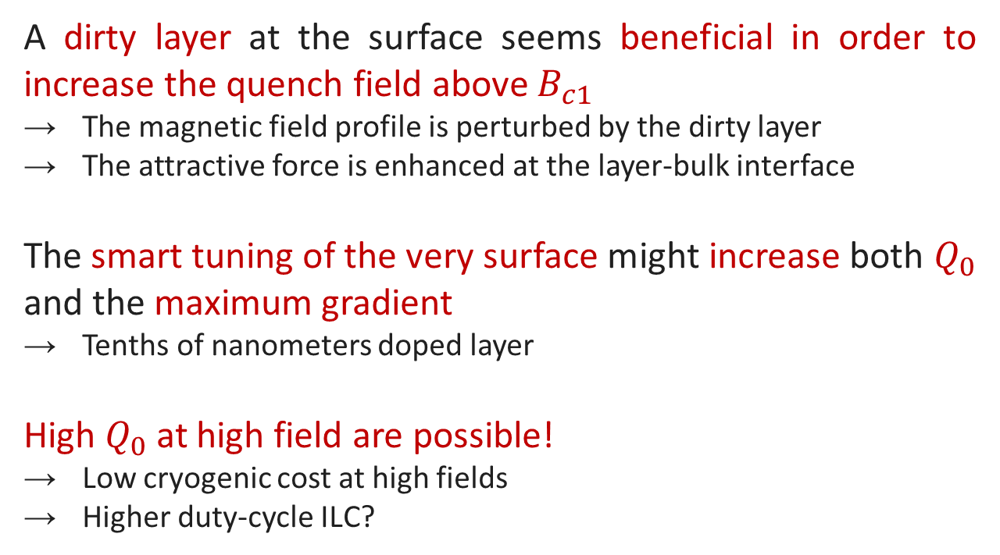 A dirty layer at the surface seems beneficial in order to
increase the quench field above B_{c1}
→ The magnetic field profile is perturbed by the dirty layer
→ The attractive force is enhanced at the layer-bulk interface
The smart tuning of the very surface might increase both Q_0
and the maximum gradient
→ Tenths of nanometers doped layer
High Q_0 at high field are possible!
→ Low cryogenic cost at high fields
→ Higher duty-cycle ILC?